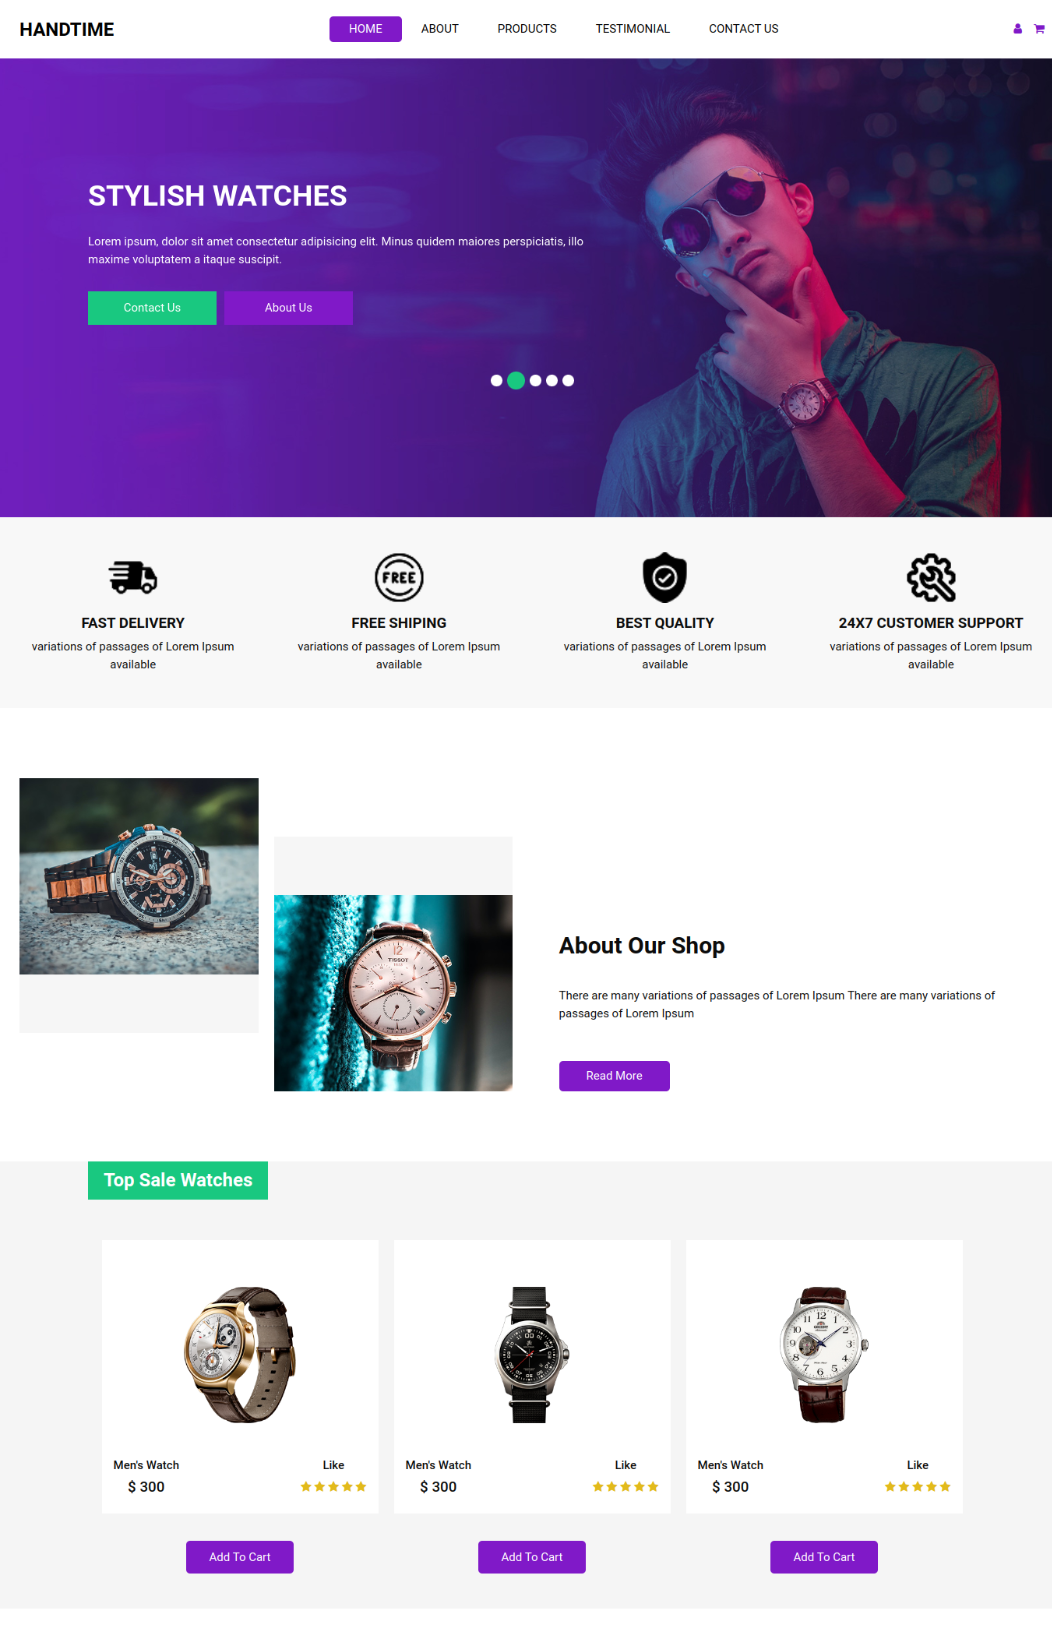 HANDTIME
HOME ABOUT PRODUCTS TESTIMONIAL CONTACT US
STYLISH WATCHES
Lorem ipsum, dolor sit amet consectetur adipisicing elit. Minus quidem maiores perspiciatis, illo
maxime voluptatem a itaque suscipit.
Contact Us About Us
FREE
FAST DELIVERY
variations of passages of Lorem Ipsum
available
FREE SHIPING
variations of passages of Lorem Ipsum
available
BEST QUALITY
variations of passages of Lorem Ipsum
available
24X7 CUSTOMER SUPPORT
variations of passages of Lorem Ipsum
available
12
TISSOT
About Our Shop
There are many variations of passages of Lorem Ipsum There are many variations of
passages of Lorem Ipsum
Read More
Top Sale Watches
Men's Watch Like
$ 300
Men's Watch Like
$ 300
Men's Watch Like
$ 300
Add To Cart
Add To Cart
Add To Cart